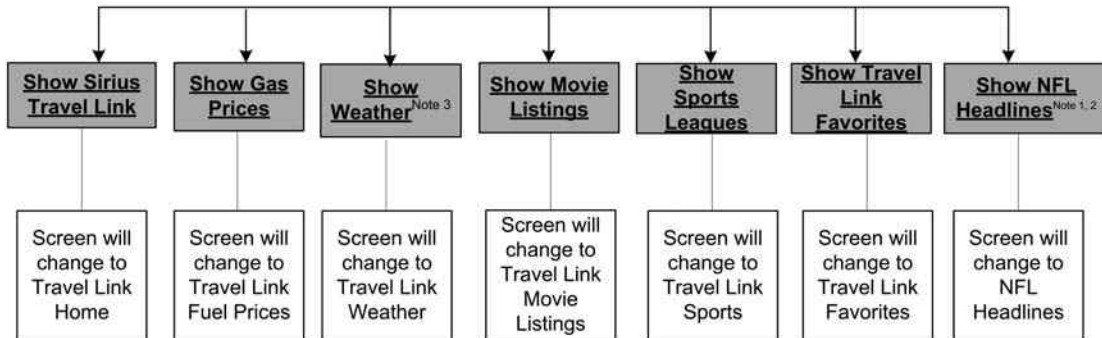 Show Sirius
Travel Link
Show Gas
Prices
Show
Weather Note 3
Show Movie
Listings
Show
Sports
Leagues
Show Travel
Link
Favorites
Show NFL
Headlines Note 1, 2
Screen will
change to
Travel Link
Home
Screen will
change to
Travel Link
Fuel Prices
Screen will
change to
Travel Link
Weather
Screen will
change to
Travel Link
Movie
Listings
Screen will
change to
Travel Link
Sports
Screen will
change to
Travel Link
Favorites
Screen will
change to
NFL
Headlines